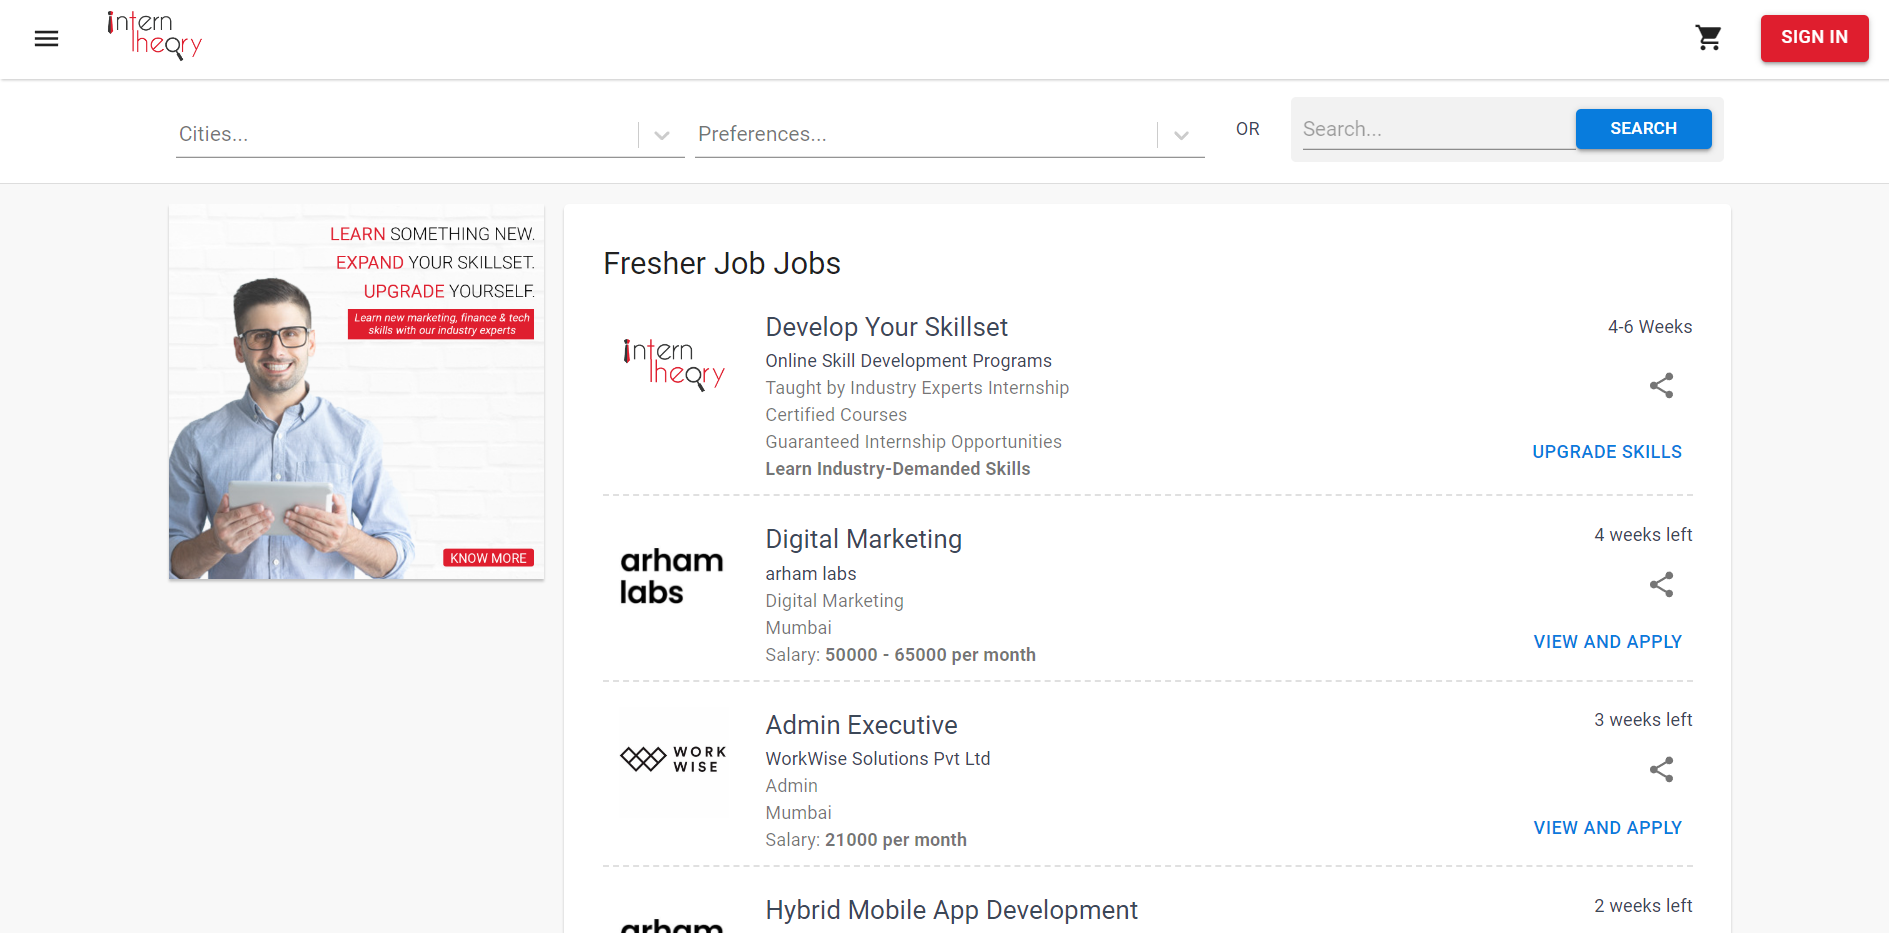 intern
theory
SIGN IN
Cities...
Preferences...
OR
Search...
SEARCH
LEARN SOMETHING NEW.
EXPAND YOUR SKILLSET.
UPGRADE YOURSELF.
Learn new marketing, finance & tech
skills with our industry experts
KNOW MORE
Fresher Job Jobs
intern
theory
Develop Your Skillset
4-6 Weeks
Online Skill Development Programs
Taught by Industry Experts Internship
Certified Courses
Guaranteed Internship Opportunities
Learn Industry-Demanded Skills
UPGRADE SKILLS
arham
labs
Digital Marketing
4 weeks left
arham labs
Digital Marketing
Mumbai
Salary: 50000 - 65000 per month
VIEW AND APPLY
WORK
WISE
Admin Executive
3 weeks left
WorkWise Solutions Pvt Ltd
Admin
Mumbai
Salary: 21000 per month
VIEW AND APPLY
arham
Hybrid Mobile App Development
2 weeks left